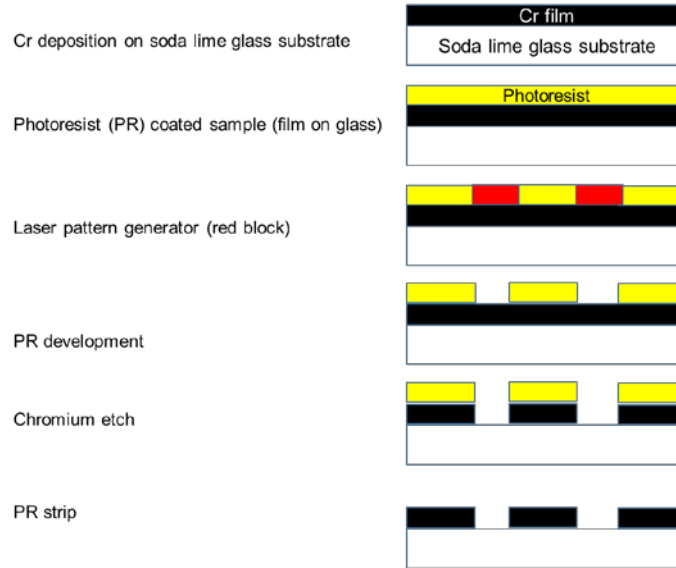 Cr film
Cr deposition on soda lime glass substrate
Soda lime glass substrate
Photoresist
Photoresist (PR) coated sample (film on glass)
Laser pattern generator (red block)
PR development
Chromium etch
PR strip